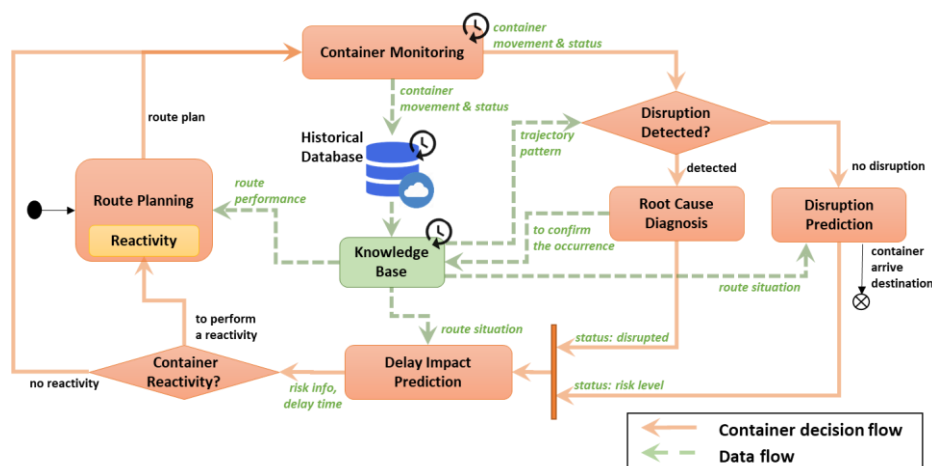 container
movement & status
Container Monitoring
container
movement & status
Disruption
Detected?
route plan
Historical
Database
trajectory
pattern
detected
no disruption
Route Planning
Reactivity
route
performance
Root Cause
Diagnosis
Disruption
Prediction
to confirm
the occurrence
Knowledge
Base
container
arrive
destination
route situation
to perform
a reactivity
route situation
status: disrupted
Container
Reactivity?
Delay Impact
Prediction
no reactivity
risk info,
delay time
status: risk level
Container decision flow
Data flow